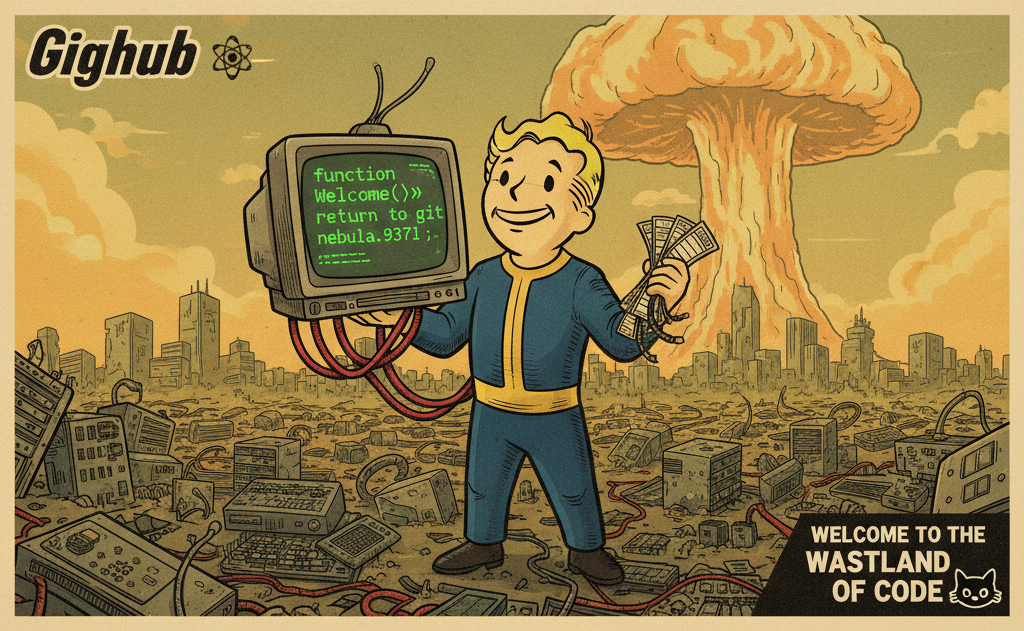 Gighub
function
Welcome()»
return to git
nebula.9371;
WELCOME TO THE
WASTLAND
OF CODE